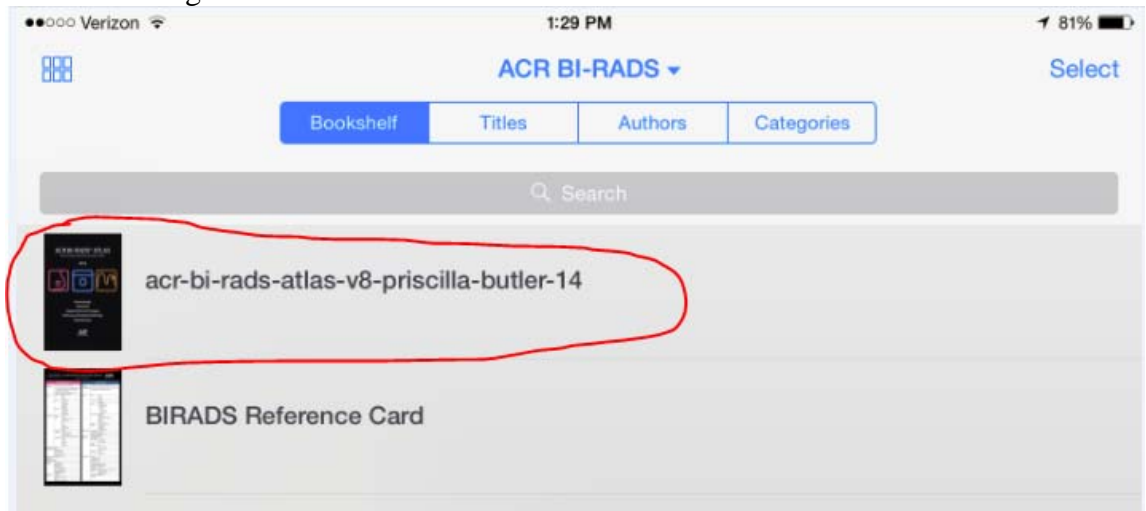 Verizon 1:29 PM 81%
ACR BI-RADS Select
Bookshelf Titles Authors Categories
Search
acr-bi-rads-atlas-v8-priscilla-butler-14
BIRADS Reference Card